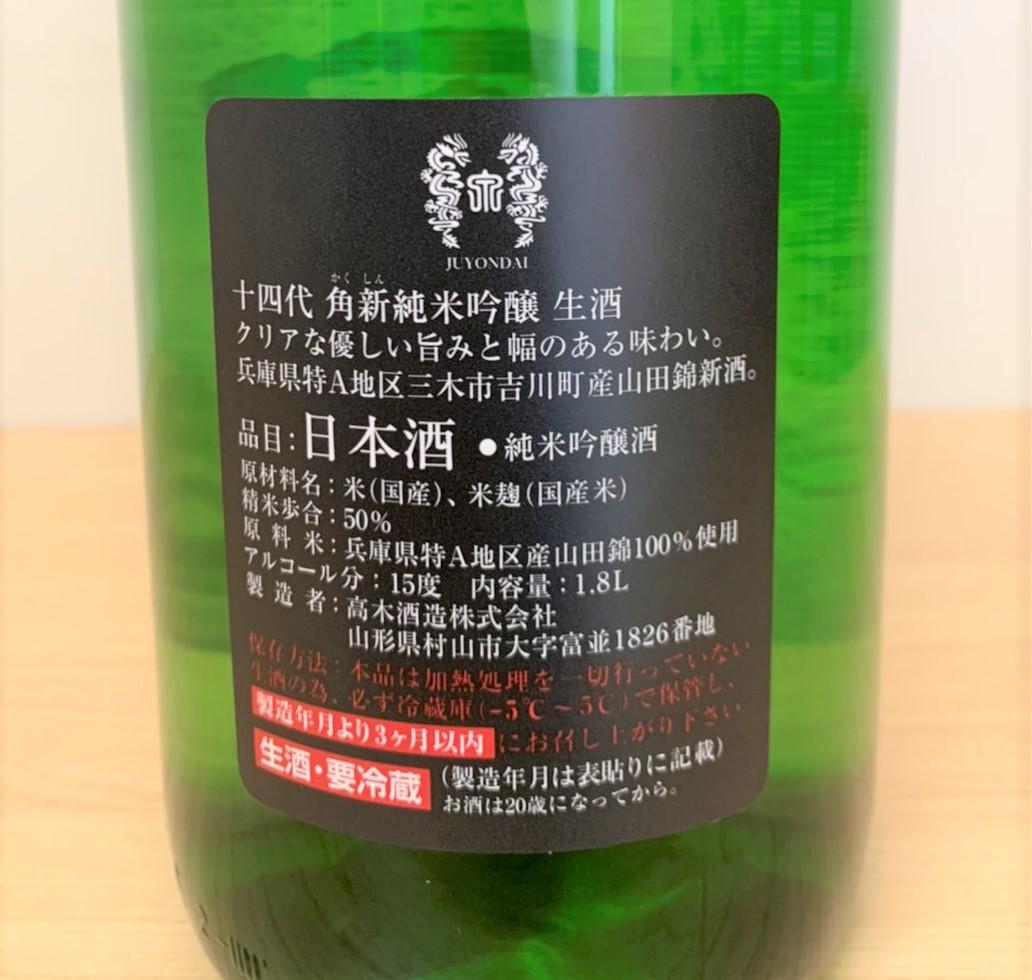 JUYONDAI
かくしん
十四代 角新純米吟醸 生酒
クリアな優しい旨みと幅のある味わい。
兵庫県特A地区三木市吉川町産山田錦新酒。
品目:日本酒 ●純米吟醸酒
原材料名:米(国産)、米麹(国産米)
精米歩合:50%
原料米:兵庫県特A地区産山田錦100%使用
アルコール分:15度 内容量:1.8L
製造者:高木酒造株式会社
山形県村山市大字富並1826番地
保存方法:本品は加熱処理を一切行っていない
生酒の為、必ず冷蔵庫(-5℃~5℃)で保管し、
製造年月より3ヶ月以内にお召し上がり下さい
生酒・要冷蔵 (製造年月は表貼りに記載)
お酒は20歳になってから。